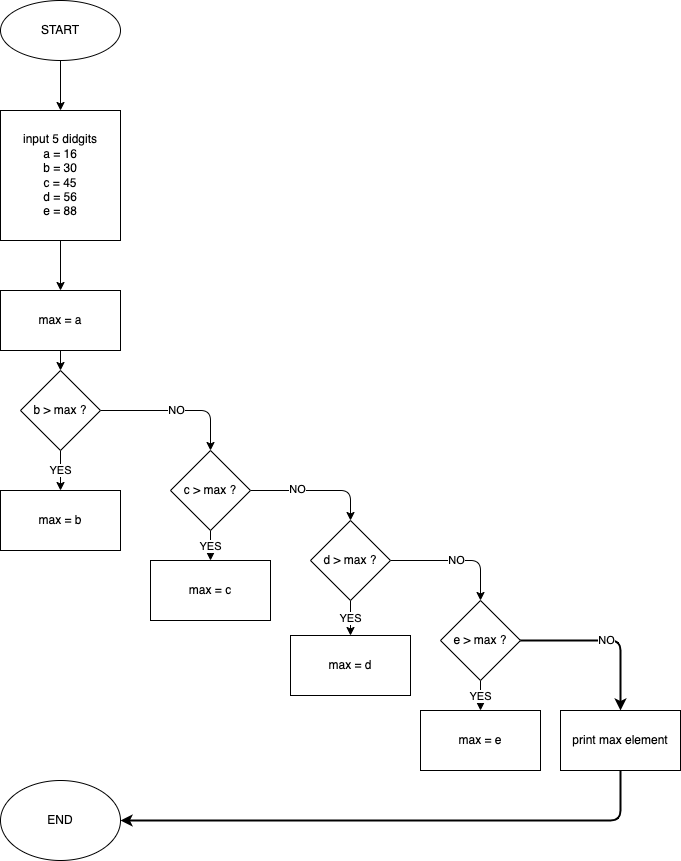 START
input 5 didgits
a = 16
b = 30
c = 45
d = 56
e = 88
max = a
b > max ?
NO
YES
max = b
c > max ?
NO
YES
max = c
d > max ?
NO
YES
max = d
e > max ?
NO
YES
max = e
print max element
END